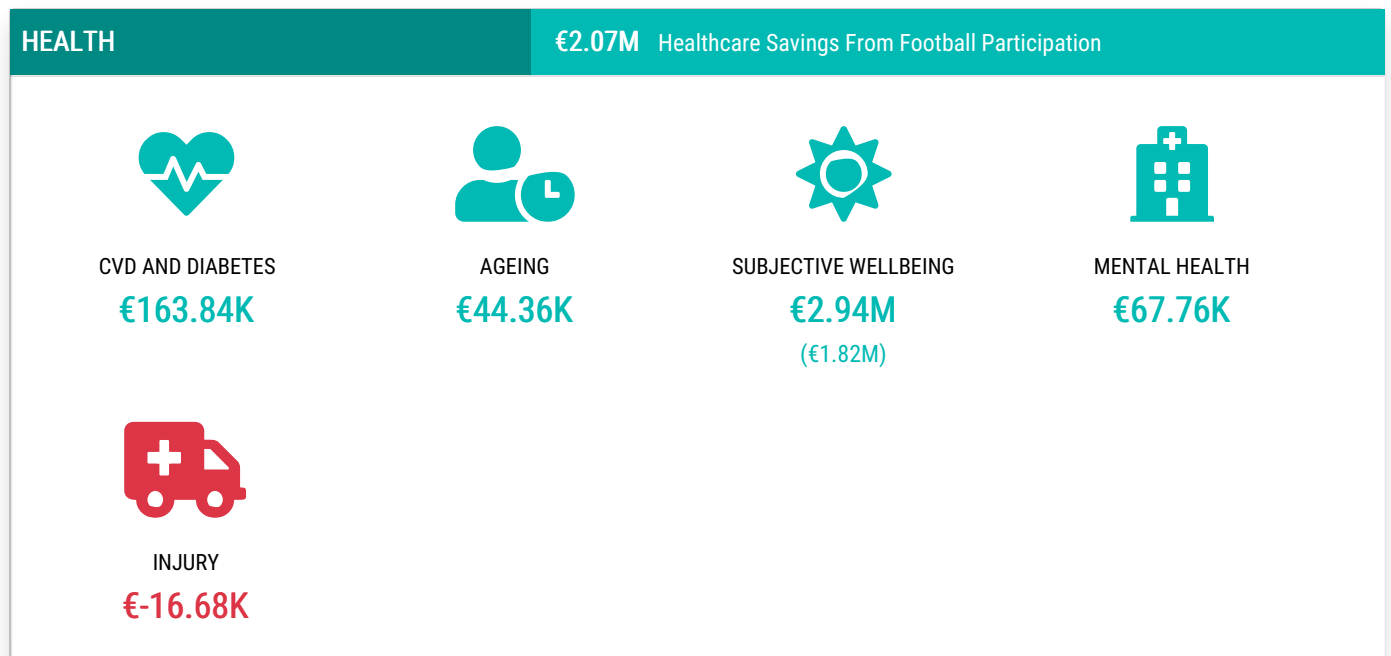 HEALTH
€2.07M Healthcare Savings From Football Participation
CVD AND DIABETES
€163.84K
AGEING
€44.36K
SUBJECTIVE WELLBEING
€2.94M
(€1.82M)
MENTAL HEALTH
€67.76K
INJURY
€-16.68K